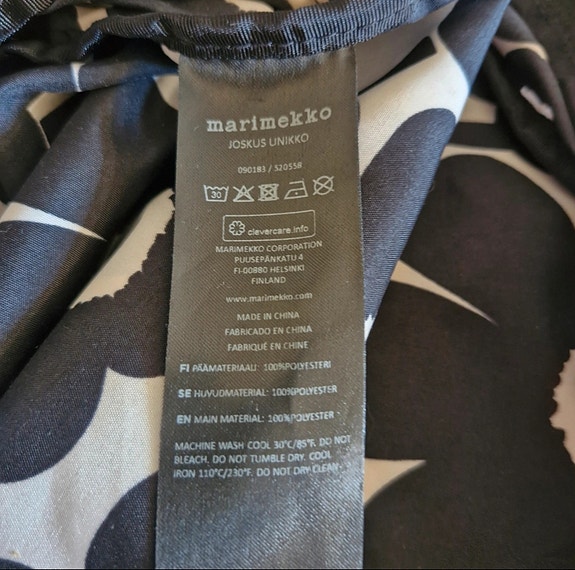 marimekko
JOSKUS UNIKKO
090183 / 520558
30
clevercare.info
MARIMEKKO CORPORATION
PUUSEPÄNKATU 4
FI-00880 HELSINKI
FINLAND
www.marimekko.com
MADE IN CHINA
FABRICADO EN CHINA
FABRIQUÉ EN CHINE
FI PÄÄMATERIAALI: 100%POLYESTERI
SE HUVUDMATERIAL: 100%POLYESTER
EN MAIN MATERIAL: 100%POLYESTER
MACHINE WASH COOL 30°C/85°F. DO NOT
BLEACH. DO NOT TUMBLE DRY. COOL
IRON 110°C/230°F. DO NOT DRY CLEAN